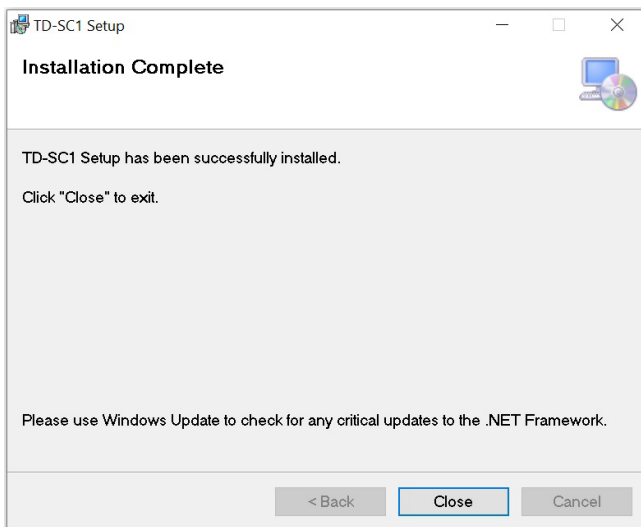 TD-SC1 Setup
Installation Complete
TD-SC1 Setup has been successfully installed.
Click "Close" to exit.
Please use Windows Update to check for any critical updates to the .NET Framework.
< Back
Close
Cancel